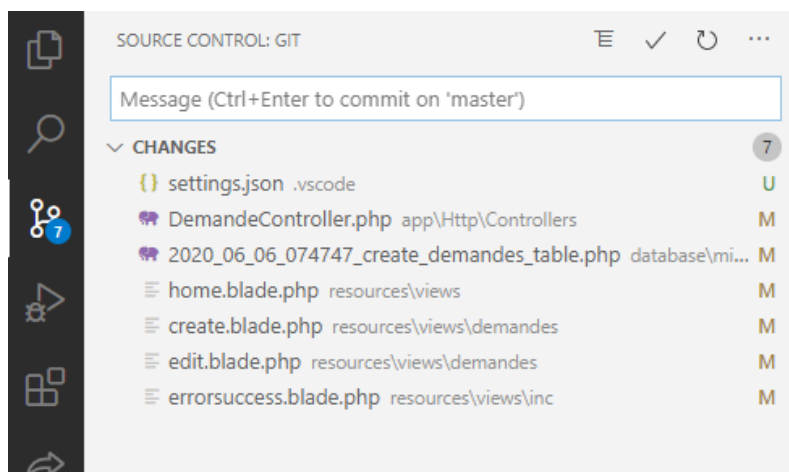 SOURCE CONTROL: GIT
Message (Ctrl+Enter to commit on 'master')
CHANGES 7
{} settings.json .vscode U
DemandeController.php app\Http\Controllers M
2020_06_06_074747_create_demandes_table.php database\mi... M
7
home.blade.php resources\views M
create.blade.php resources\views\demandes M
edit.blade.php resources\views\demandes M
errorsuccess.blade.php resources\views\inc M